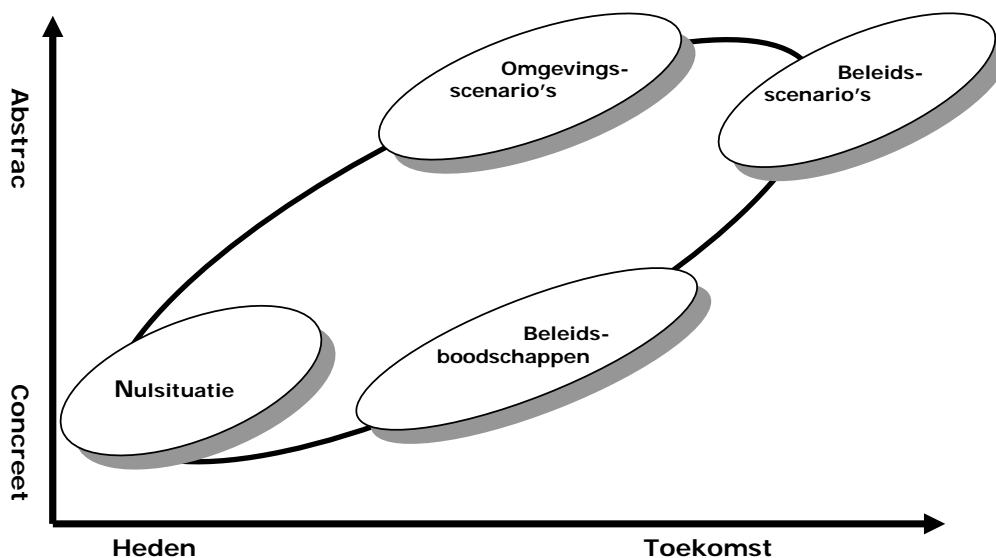 Omgevings-
scenario's
Beleids-
scenario's
Abstrac
Beleids-
boodschappen
Nulsituatie
Concreet
Heden
Toekomst